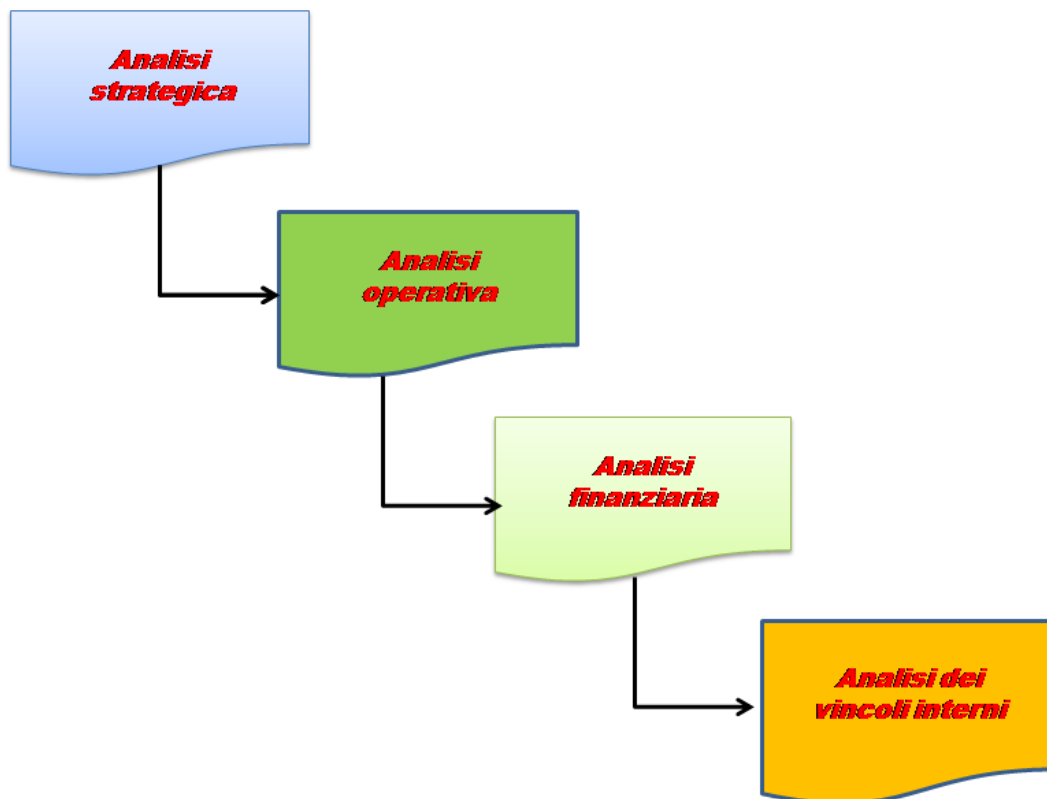 Analisi
strategica
Analisi
operativa
Analisi
finanziaria
Analisi dei
vincoli interni